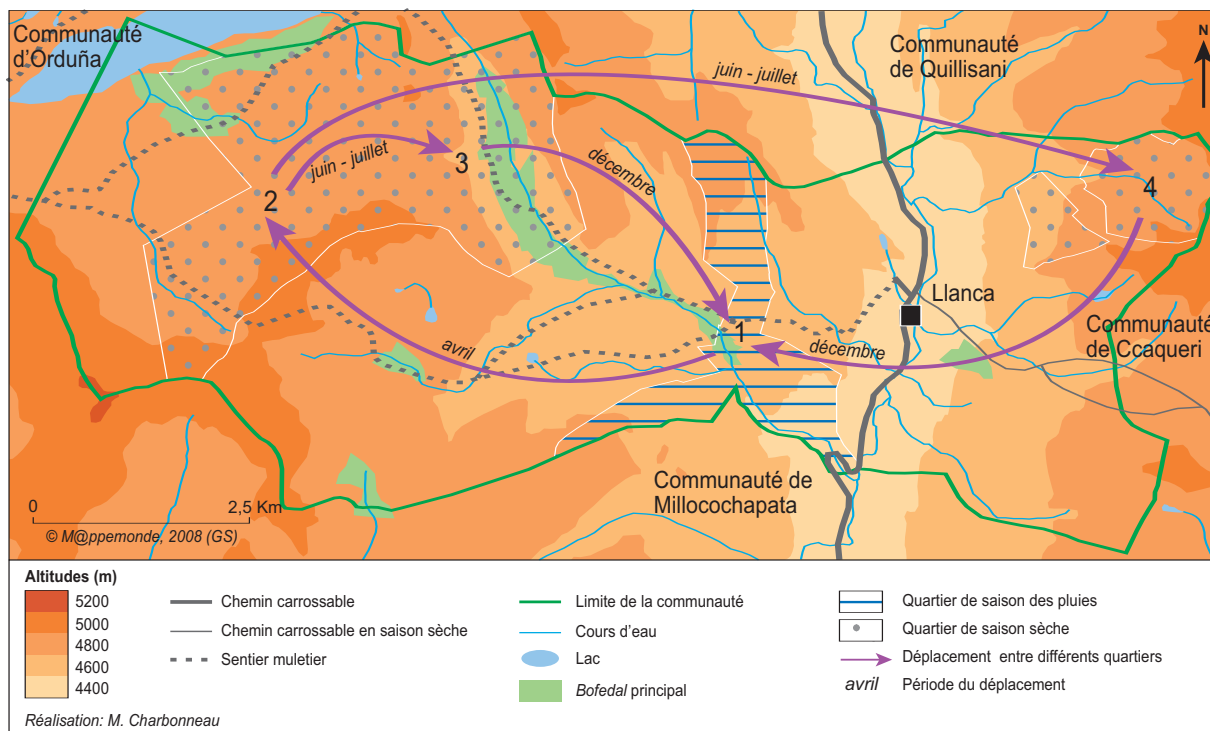 Communauté
d'Orduña
Communauté
de Quillisani
N
juin - juillet
juin - juillet
décembre
2
3
4
1
avril
décembre
Llanca
Communauté
de Ccaqueri
Communauté de
Millocochapata
0
2,5 Km
© M@ppemonde, 2008 (GS)
Altitudes (m)
5200
5000
4800
4600
4400
Chemin carrossable
Chemin carrossable en saison sèche
Sentier muletier
Limite de la communauté
Cours d'eau
Lac
Bofedal principal
Quartier de saison des pluies
Quartier de saison sèche
Déplacement entre différents quartiers
avril Période du déplacement
Réalisation: M. Charbonneau